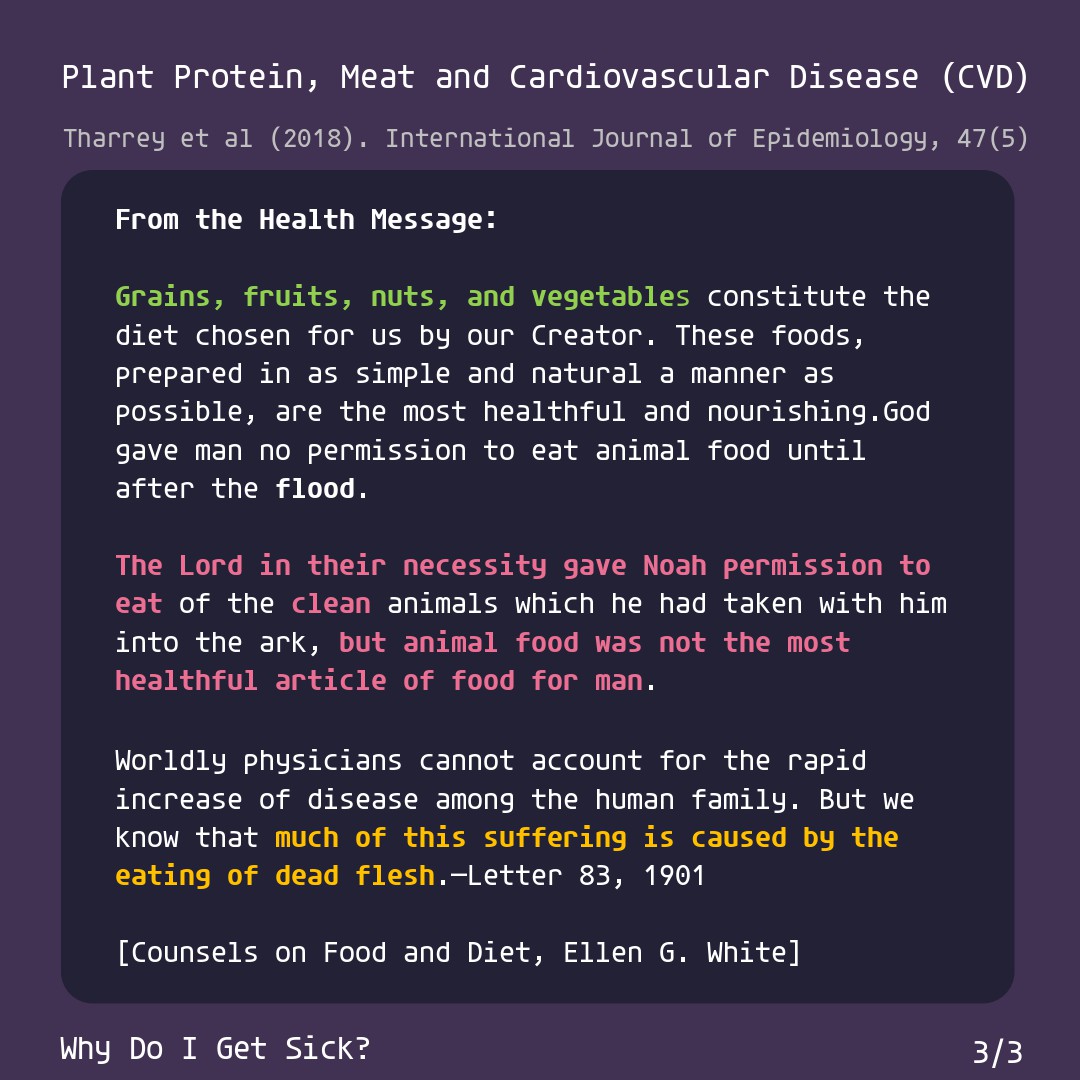 Plant Protein, Meat and Cardiovascular Disease (CVD)
Tharrey et al (2018). International Journal of Epidemiology, 47(5)
From the Health Message:
Grains, fruits, nuts, and vegetables constitute the
diet chosen for us by our Creator. These foods,
prepared in as simple and natural a manner as
possible, are the most healthful and nourishing.God
gave man no permission to eat animal food until
after the flood.
The Lord in their necessity gave Noah permission to
eat of the clean animals which he had taken with him
into the ark, but animal food was not the most
healthful article of food for man.
Worldly physicians cannot account for the rapid
increase of disease among the human family. But we
know that much of this suffering is caused by the
eating of dead flesh.—Letter 83, 1901
[Counsels on Food and Diet, Ellen G. White]
Why Do I Get Sick?
3/3